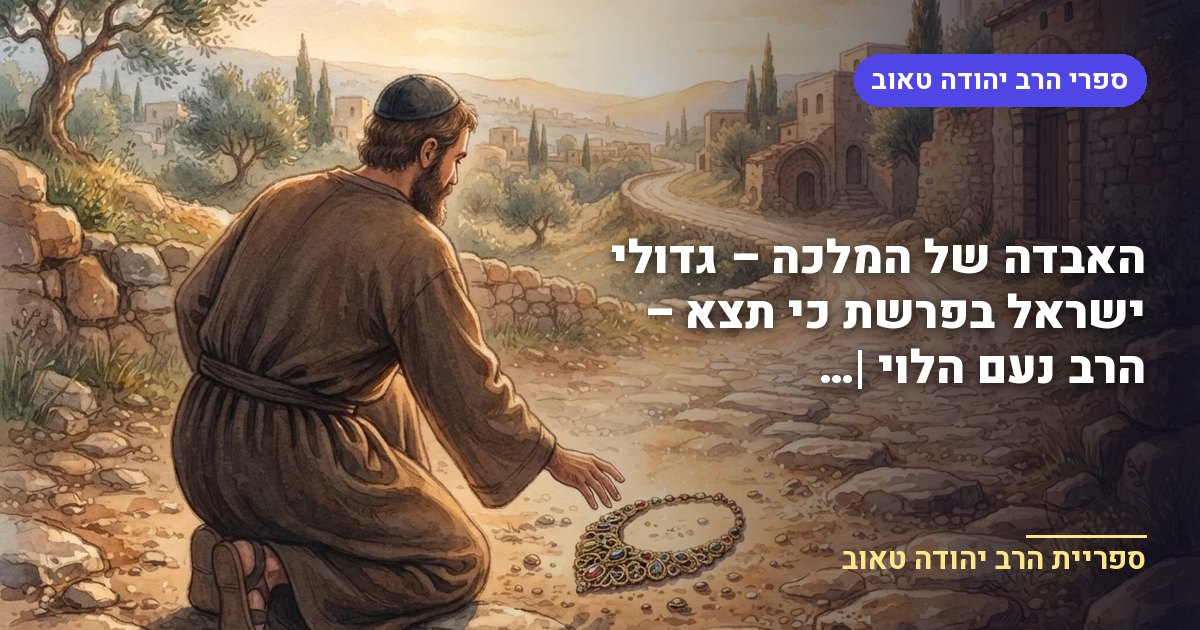 ספרי הרב יהודה טאוב
האבדה של המלכה – גדולי
ישראל בפרשת כי תצא –
הרב נעם הלוי |...
ספריית הרב יהודה טאוב